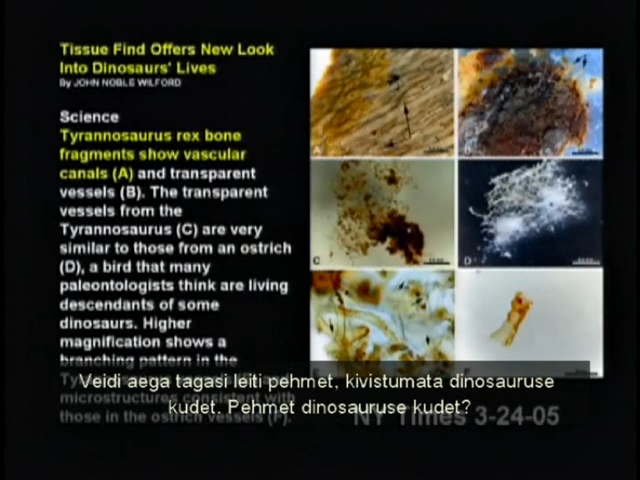 Tissue Find Offers New Look
Into Dinosaurs' Lives
By JOHN NOBLE WILFORD
Science
Tyrannosaurus rex bone
fragments show vascular
canals (A) and transparent
vessels (B). The transparent
vessels from the
Tyrannosaurus (C) are very
similar to those from an ostrich
(D), a bird that many
paleontologists think are living
descendants of some
dinosaurs. Higher
magnification shows a
branching pattern in the
microstructures consistent with
those in the ostrich vessels (F).
A
B
C
D
F
NY Times 3-24-05
Veidi aega tagasi leiti pehmet, kivistumata dinosauruse
kudet. Pehmet dinosauruse kudet?